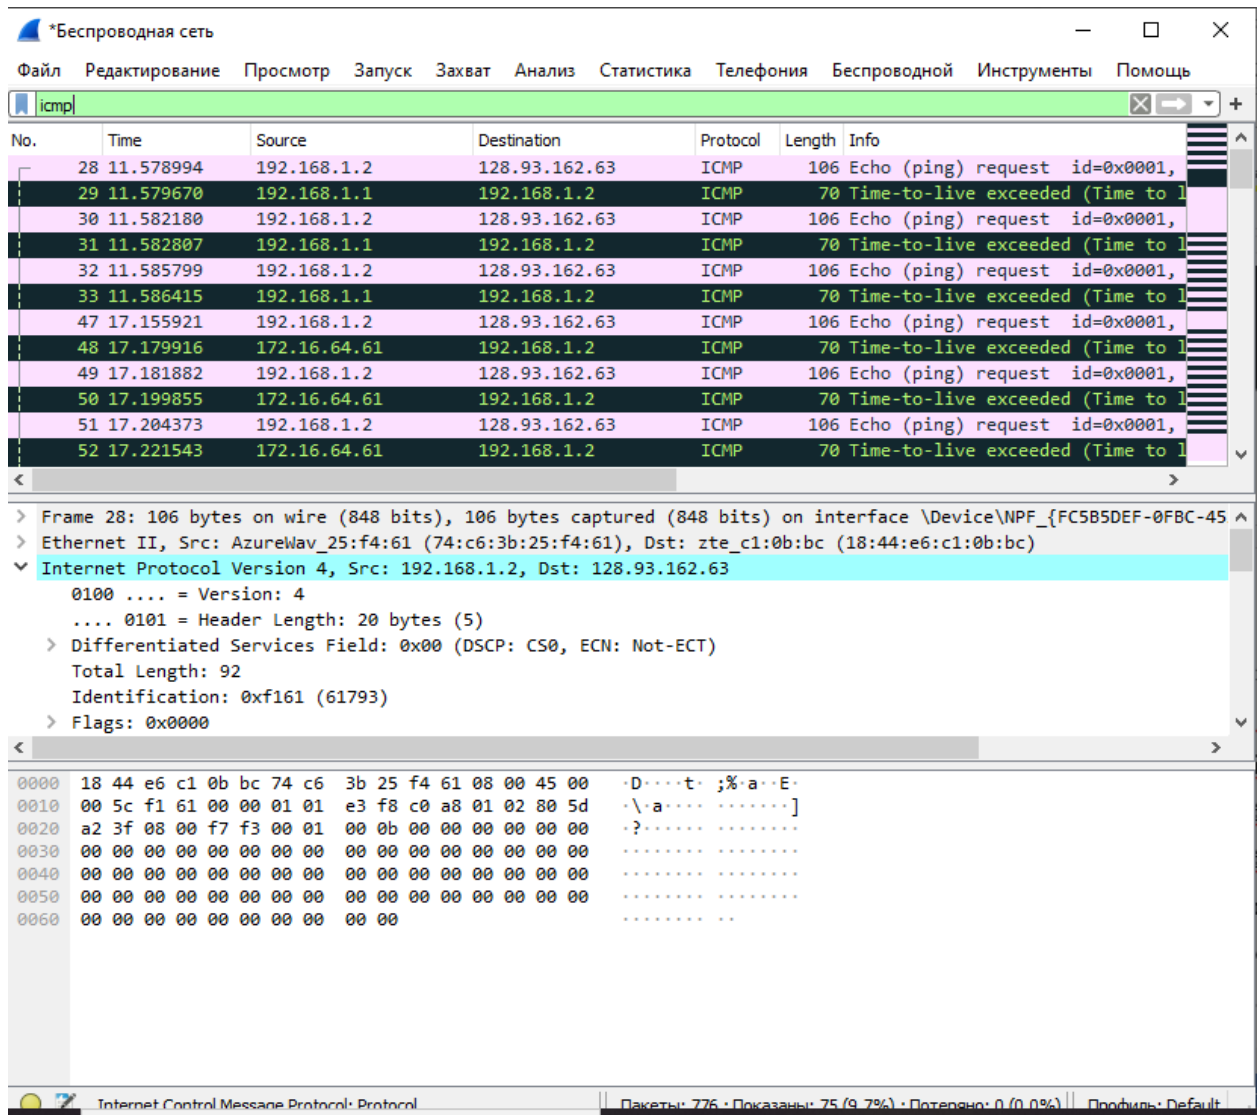 *Беспроводная сеть
Файл Редактирование Просмотр Запуск Захват Анализ Статистика Телефония Беспроводной Инструменты Помощь
icmp
No. Time Source Destination Protocol Length Info
28 11.578994 192.168.1.2 128.93.162.63 ICMP 106 Echo (ping) request id=0x0001,
29 11.579670 192.168.1.1 192.168.1.2 ICMP 70 Time-to-live exceeded (Time to l
30 11.582180 192.168.1.2 128.93.162.63 ICMP 106 Echo (ping) request id=0x0001,
31 11.582807 192.168.1.1 192.168.1.2 ICMP 70 Time-to-live exceeded (Time to l
32 11.585799 192.168.1.2 128.93.162.63 ICMP 106 Echo (ping) request id=0x0001,
33 11.586415 192.168.1.1 192.168.1.2 ICMP 70 Time-to-live exceeded (Time to l
47 17.155921 192.168.1.2 128.93.162.63 ICMP 106 Echo (ping) request id=0x0001,
48 17.179916 172.16.64.61 192.168.1.2 ICMP 70 Time-to-live exceeded (Time to l
49 17.181882 192.168.1.2 128.93.162.63 ICMP 106 Echo (ping) request id=0x0001,
50 17.199855 172.16.64.61 192.168.1.2 ICMP 70 Time-to-live exceeded (Time to l
51 17.204373 192.168.1.2 128.93.162.63 ICMP 106 Echo (ping) request id=0x0001,
52 17.221543 172.16.64.61 192.168.1.2 ICMP 70 Time-to-live exceeded (Time to l
Frame 28: 106 bytes on wire (848 bits), 106 bytes captured (848 bits) on interface \Device\NPF_{FC5B5DEF-0FBC-45
Ethernet II, Src: AzureWav_25:f4:61 (74:c6:3b:25:f4:61), Dst: zte_c1:0b:bc (18:44:e6:c1:0b:bc)
Internet Protocol Version 4, Src: 192.168.1.2, Dst: 128.93.162.63
0100 .... = Version: 4
.... 0101 = Header Length: 20 bytes (5)
Differentiated Services Field: 0x00 (DSCP: CS0, ECN: Not-ECT)
Total Length: 92
Identification: 0xf161 (61793)
Flags: 0x0000
0000 18 44 e6 c1 0b bc 74 c6 3b 25 f4 61 08 00 45 00 ·D····t· ;%·a··E·
0010 00 5c f1 61 00 00 01 01 e3 f8 c0 a8 01 02 80 5d ·\·a···· ·······]
0020 a2 3f 08 00 f7 f3 00 01 00 0b 00 00 00 00 00 00 ·?······ ········
0030 00 00 00 00 00 00 00 00 00 00 00 00 00 00 00 00 ········ ········
0040 00 00 00 00 00 00 00 00 00 00 00 00 00 00 00 00 ········ ········
0050 00 00 00 00 00 00 00 00 00 00 00 00 00 00 00 00 ········ ········
0060 00 00 00 00 00 00 00 00 00 00 ········ ··
Internet Control Message Protocol: Protocol Пакеты: 776 · Показаны: 75 (9.7%) · Потеряно: 0 (0.0%) Профиль: Default